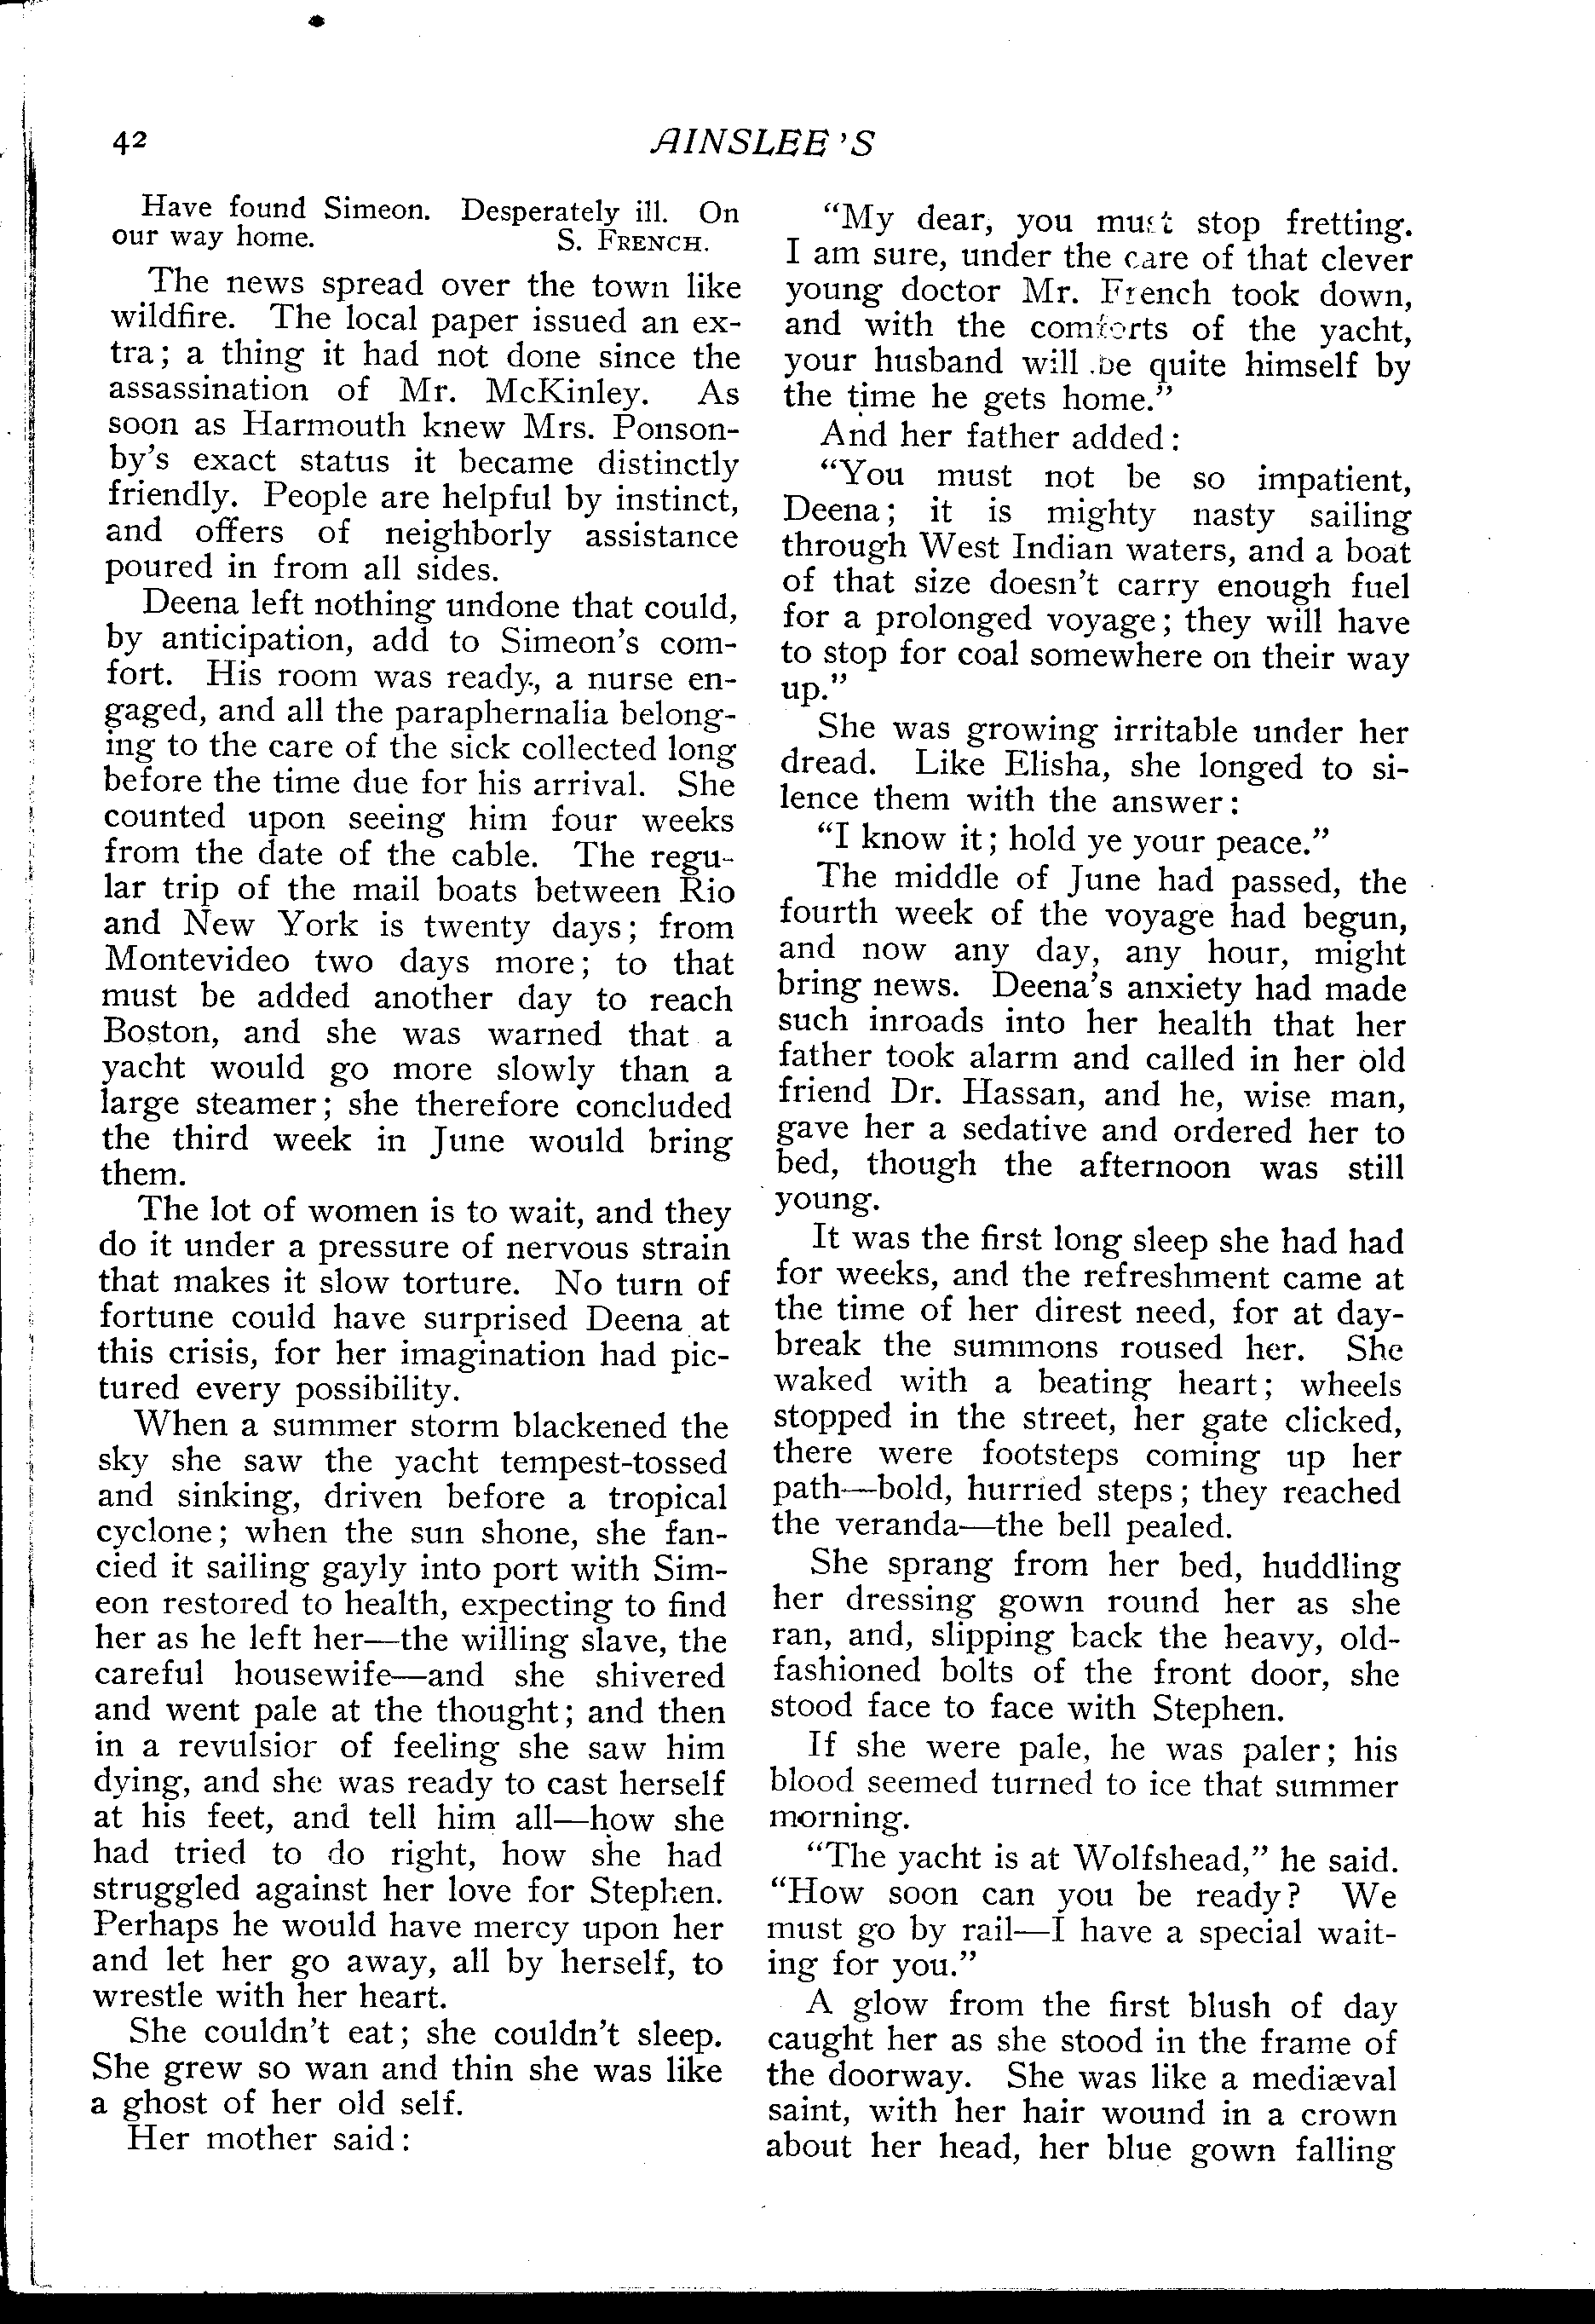 42
AINSLEE'S
Have found Simeon. Desperately ill. On
our way home. S. FRENCH.
The news spread over the town like
wildfire. The local paper issued an ex-
tra; a thing it had not done since the
assassination of Mr. McKinley. As
soon as Harmouth knew Mrs. Ponson-
by's exact status it became distinctly
friendly. People are helpful by instinct,
and offers of neighborly assistance
poured in from all sides.
Deena left nothing undone that could,
by anticipation, add to Simeon's com-
fort. His room was ready, a nurse en-
gaged, and all the paraphernalia belong-
ing to the care of the sick collected long
before the time due for his arrival. She
counted upon seeing him four weeks
from the date of the cable. The regu-
lar trip of the mail boats between Rio
and New York is twenty days; from
Montevideo two days more; to that
must be added another day to reach
Boston, and she was warned that a
yacht would go more slowly than a
large steamer; she therefore concluded
the third week in June would bring
them.
The lot of women is to wait, and they
do it under a pressure of nervous strain
that makes it slow torture. No turn of
fortune could have surprised Deena at
this crisis, for her imagination had pic-
tured every possibility.
When a summer storm blackened the
sky she saw the yacht tempest-tossed
and sinking, driven before a tropical
cyclone; when the sun shone, she fan-
cied it sailing gayly into port with Sim-
eon restored to health, expecting to find
her as he left her—the willing slave, the
careful housewife—and she shivered
and went pale at the thought; and then
in a revulsior of feeling she saw him
dying, and she was ready to cast herself
at his feet, and tell him all—how she
had tried to do right, how she had
struggled against her love for Stephen.
Perhaps he would have mercy upon her
and let her go away, all by herself, to
wrestle with her heart.
She couldn't eat; she couldn't sleep.
She grew so wan and thin she was like
a ghost of her old self.
Her mother said:
"My dear, you must stop fretting.
I am sure, under the care of that clever
young doctor Mr. French took down,
and with the comforts of the yacht,
your husband will be quite himself by
the time he gets home."
And her father added:
"You must not be so impatient,
Deena; it is mighty nasty sailing
through West Indian waters, and a boat
of that size doesn't carry enough fuel
for a prolonged voyage; they will have
to stop for coal somewhere on their way
up."
She was growing irritable under her
dread. Like Elisha, she longed to si-
lence them with the answer:
"I know it; hold ye your peace."
The middle of June had passed, the
fourth week of the voyage had begun,
and now any day, any hour, might
bring news. Deena's anxiety had made
such inroads into her health that her
father took alarm and called in her old
friend Dr. Hassan, and he, wise man,
gave her a sedative and ordered her to
bed, though the afternoon was still
young.
It was the first long sleep she had had
for weeks, and the refreshment came at
the time of her direst need, for at day-
break the summons roused her. She
waked with a beating heart; wheels
stopped in the street, her gate clicked,
there were footsteps coming up her
path—bold, hurried steps; they reached
the veranda—the bell pealed.
She sprang from her bed, huddling
her dressing gown round her as she
ran, and, slipping back the heavy, old-
fashioned bolts of the front door, she
stood face to face with Stephen.
If she were pale, he was paler; his
blood seemed turned to ice that summer
morning.
"The yacht is at Wolfshead," he said.
"How soon can you be ready? We
must go by rail—I have a special wait-
ing for you."
A glow from the first blush of day
caught her as she stood in the frame of
the doorway. She was like a mediæval
saint, with her hair wound in a crown
about her head, her blue gown falling